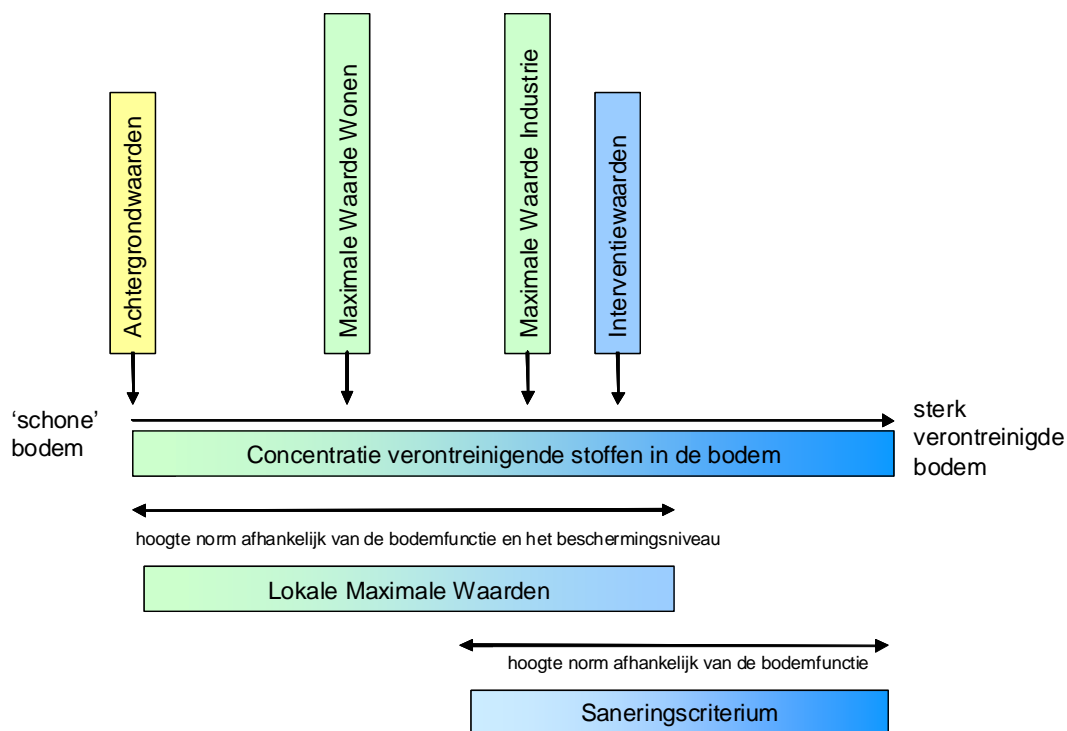 Achtergrondwaarden
Maximale Waarde Wonen
Maximale Waarde Industrie
Interventiewaarden
‘schone’
bodem
sterk
verontreinigde
bodem
Concentratie verontreinigende stoffen in de bodem
hoogte norm afhankelijk van de bodemfunctie en het beschermingsniveau
Lokale Maximale Waarden
hoogte norm afhankelijk van de bodemfunctie
Saneringscriterium